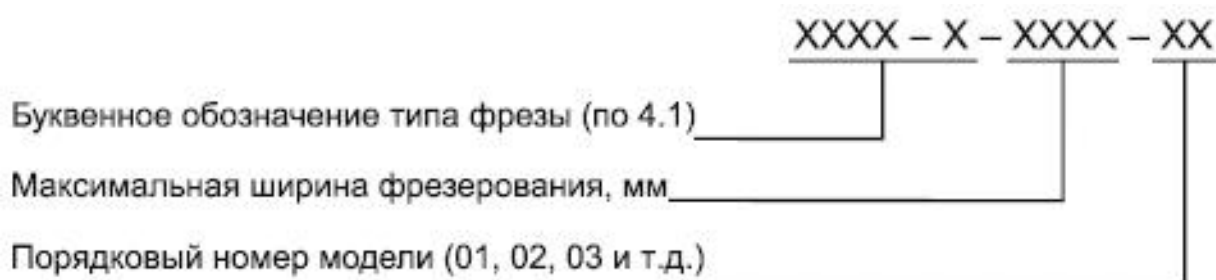 XXXX – X – XXXX – XX
Буквенное обозначение типа фрезы (по 4.1)
Максимальная ширина фрезерования, мм
Порядковый номер модели (01, 02, 03 и т.д.)